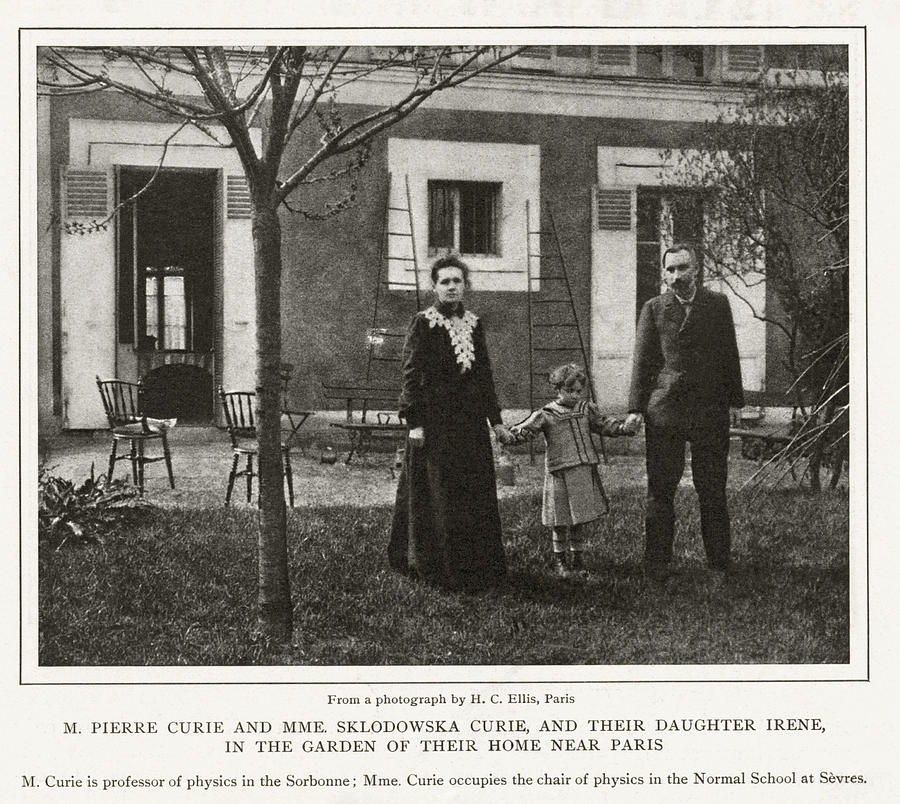 From a photograph by H. C. Ellis, Paris
M. PIERRE CURIE AND MME. SKLODOWSKA CURIE, AND THEIR DAUGHTER IRENE,
IN THE GARDEN OF THEIR HOME NEAR PARIS
M. Curie is professor of physics in the Sorbonne; Mme. Curie occupies the chair of physics in the Normal School at Sèvres.